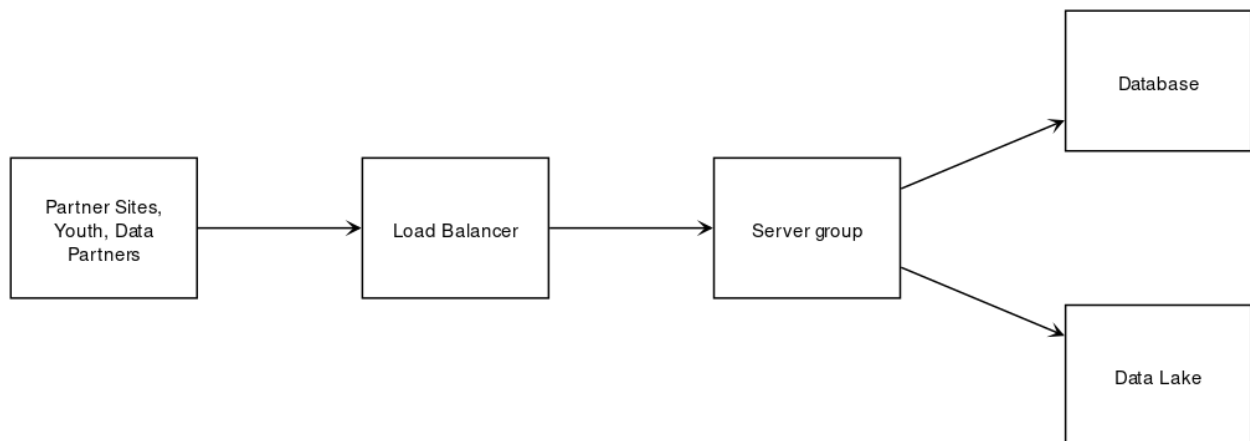 Partner Sites,
Youth, Data
Partners
Load Balancer
Server group
Database
Data Lake